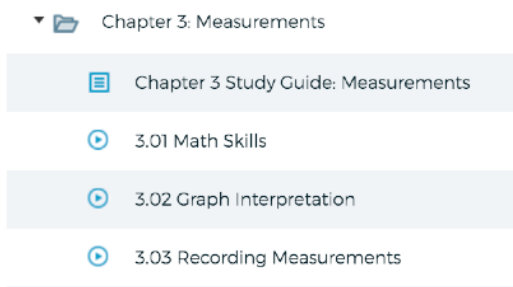 Chapter 3: Measurements
Chapter 3 Study Guide: Measurements
3.01 Math Skills
3.02 Graph Interpretation
3.03 Recording Measurements